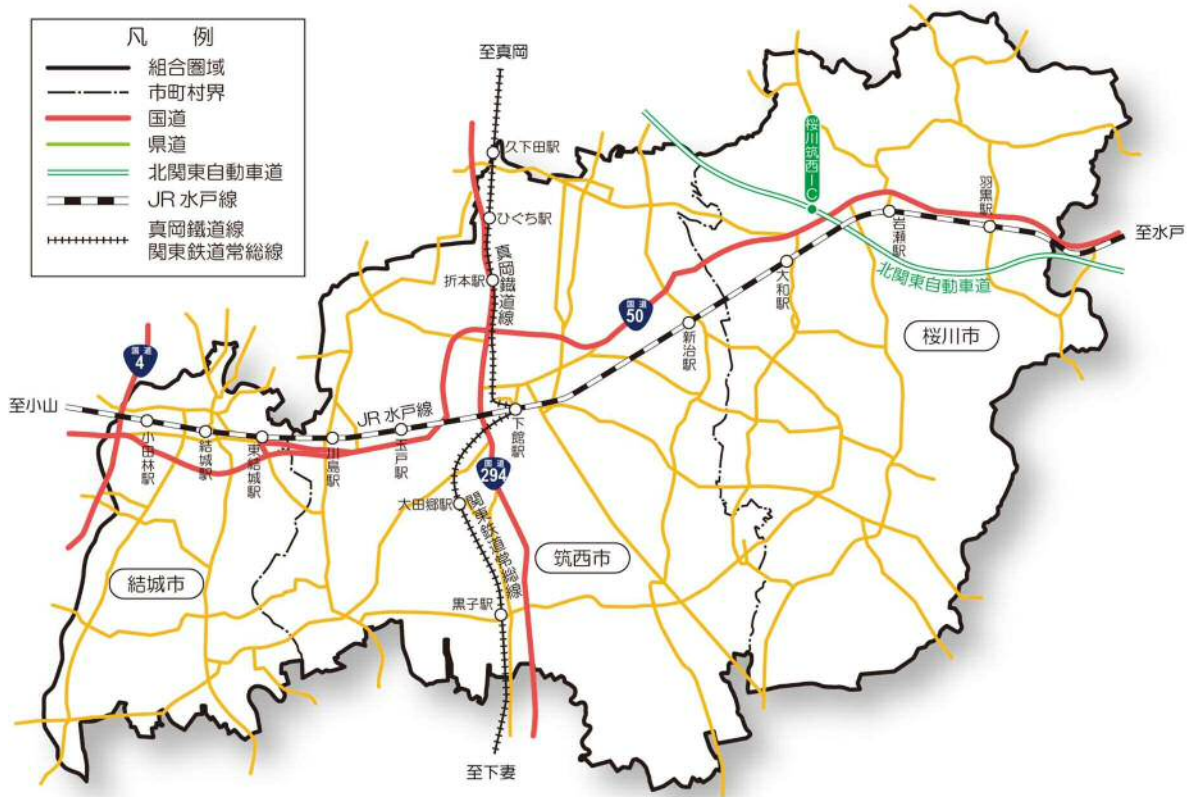 凡 例
組合圏域
市町村界
国道
県道
北関東自動車道
JR 水戸線
真岡鐵道線
関東鉄道常総線
至真岡
久下田駅
ひぐち駅
折本駅
真岡鐵道線
桜川筑西IC
岩瀬駅
羽黒駅
至水戸
大和駅
北関東自動車道
国道
50
新治駅
桜川市
国道
4
至小山
小田林駅
結城駅
東結城駅
川島駅
JR 水戸線
玉戸駅
下館駅
国道
294
大田郷駅
関東鉄道常総線
筑西市
結城市
黒子駅
至下妻